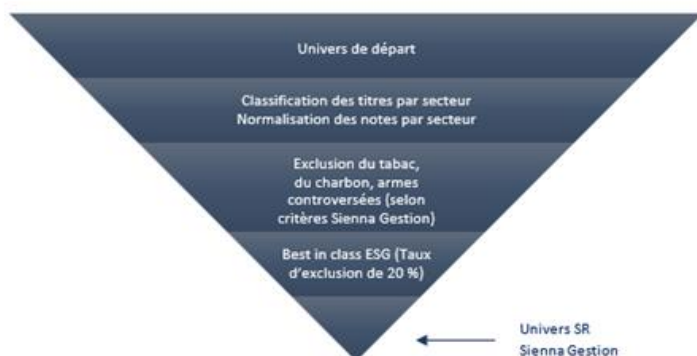 Univers de départ
Classification des titres par secteur
Normalisation des notes par secteur
Exclusion du tabac,
du charbon, armes
controversées (selon
critères Sienna Gestion)
Best in class ESG (Taux
d'exclusion de 20 %)
Univers SR
Sienna Gestion